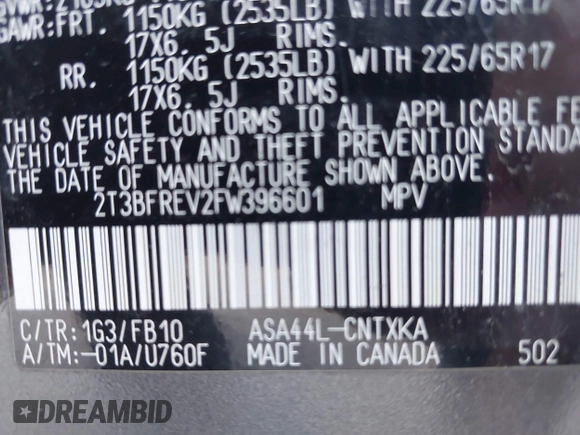 GAWR:FRT. 1150KG (2535LB) WITH 225/65R17
17X6. 5J RIMS.
RR. 1150KG (2535LB) WITH 225/65R17
17X6. 5J RIMS.
THIS VEHICLE CONFORMS TO ALL APPLICABLE FE
VEHICLE SAFETY AND THEFT PREVENTION STANDA
THE DATE OF MANUFACTURE SHOWN ABOVE.
2T3BFREV2FW396601 MPV
C/TR: 1G3/FB10 ASA44L-CNTXKA
A/TM:-01A/U760F MADE IN CANADA 502
DREAMBID